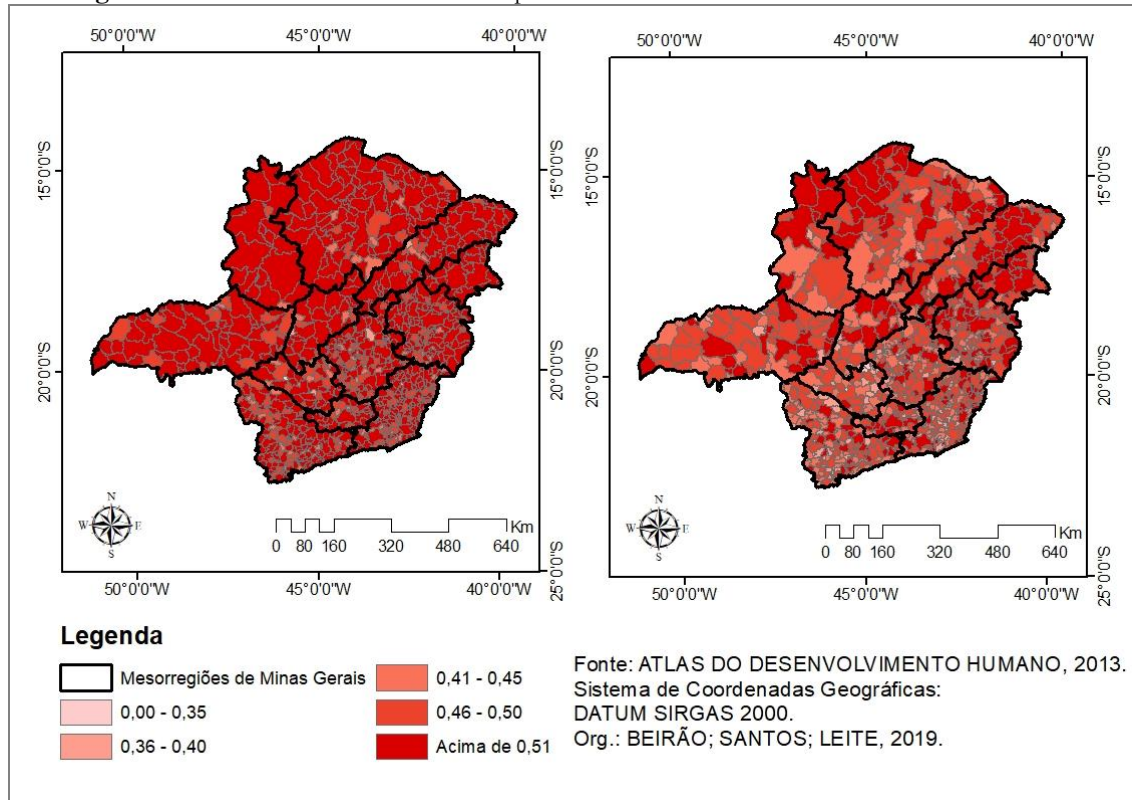 50°0'0"W 45°0'0"W 40°0'0"W
15°0'0"S
20°0'0"S
15°0'0"S
20°0'0"S
25°0'0"S
N
W E
S
0 80 160 320 480 640 Km
50°0'0"W 45°0'0"W 40°0'0"W
50°0'0"W 45°0'0"W 40°0'0"W
15°0'0"S
20°0'0"S
15°0'0"S
20°0'0"S
25°0'0"S
N
W E
S
0 80 160 320 480 640 Km
50°0'0"W 45°0'0"W 40°0'0"W
Legenda
Mesorregiões de Minas Gerais
0,00 - 0,35
0,36 - 0,40
0,41 - 0,45
0,46 - 0,50
Acima de 0,51
Fonte: ATLAS DO DESENVOLVIMENTO HUMANO, 2013.
Sistema de Coordenadas Geográficas:
DATUM SIRGAS 2000.
Org.: BEIRÃO; SANTOS; LEITE, 2019.